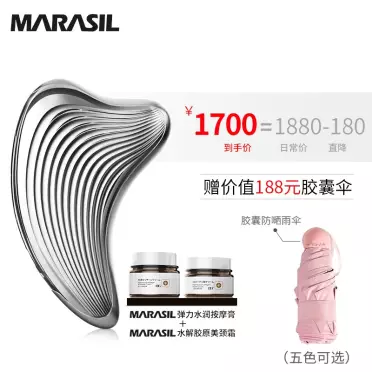 MARASIL
¥1700=1880-180
到手价 日常价 直降
赠价值188元胶囊伞
胶囊防嗮雨伞
MARASIL 弹力水润按摩膏
+
MARASIL 水解胶原美颈霜
（五色可选）